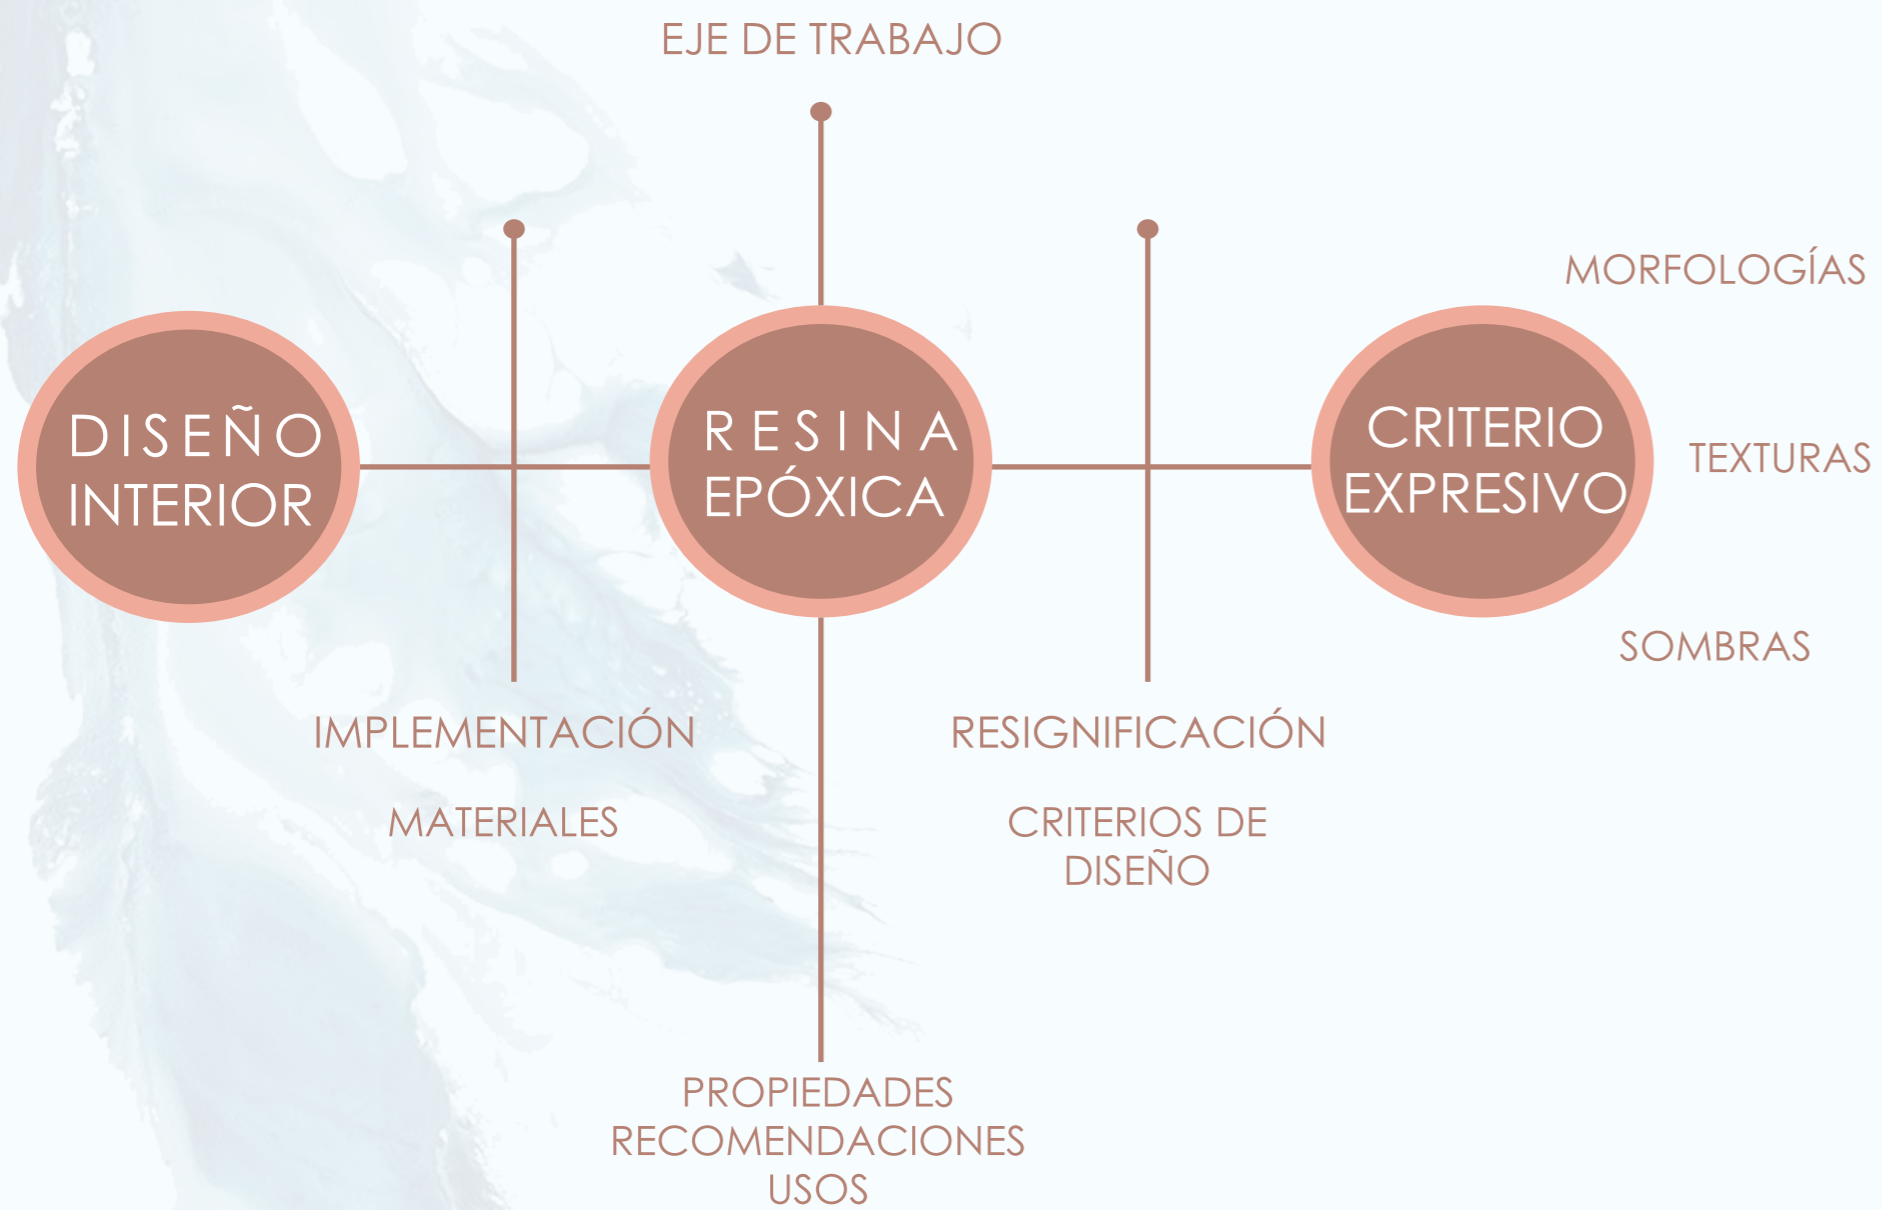 EJE DE TRABAJO
DISEÑO
INTERIOR
RESINA
EPÓXICA
CRITERIO
EXPRESIVO
MORFOLOGÍAS
TEXTURAS
SOMBRAS
IMPLEMENTACIÓN
MATERIALES
RESIGNIFICACIÓN
CRITERIOS DE
DISEÑO
PROPIEDADES
RECOMENDACIONES
USOS